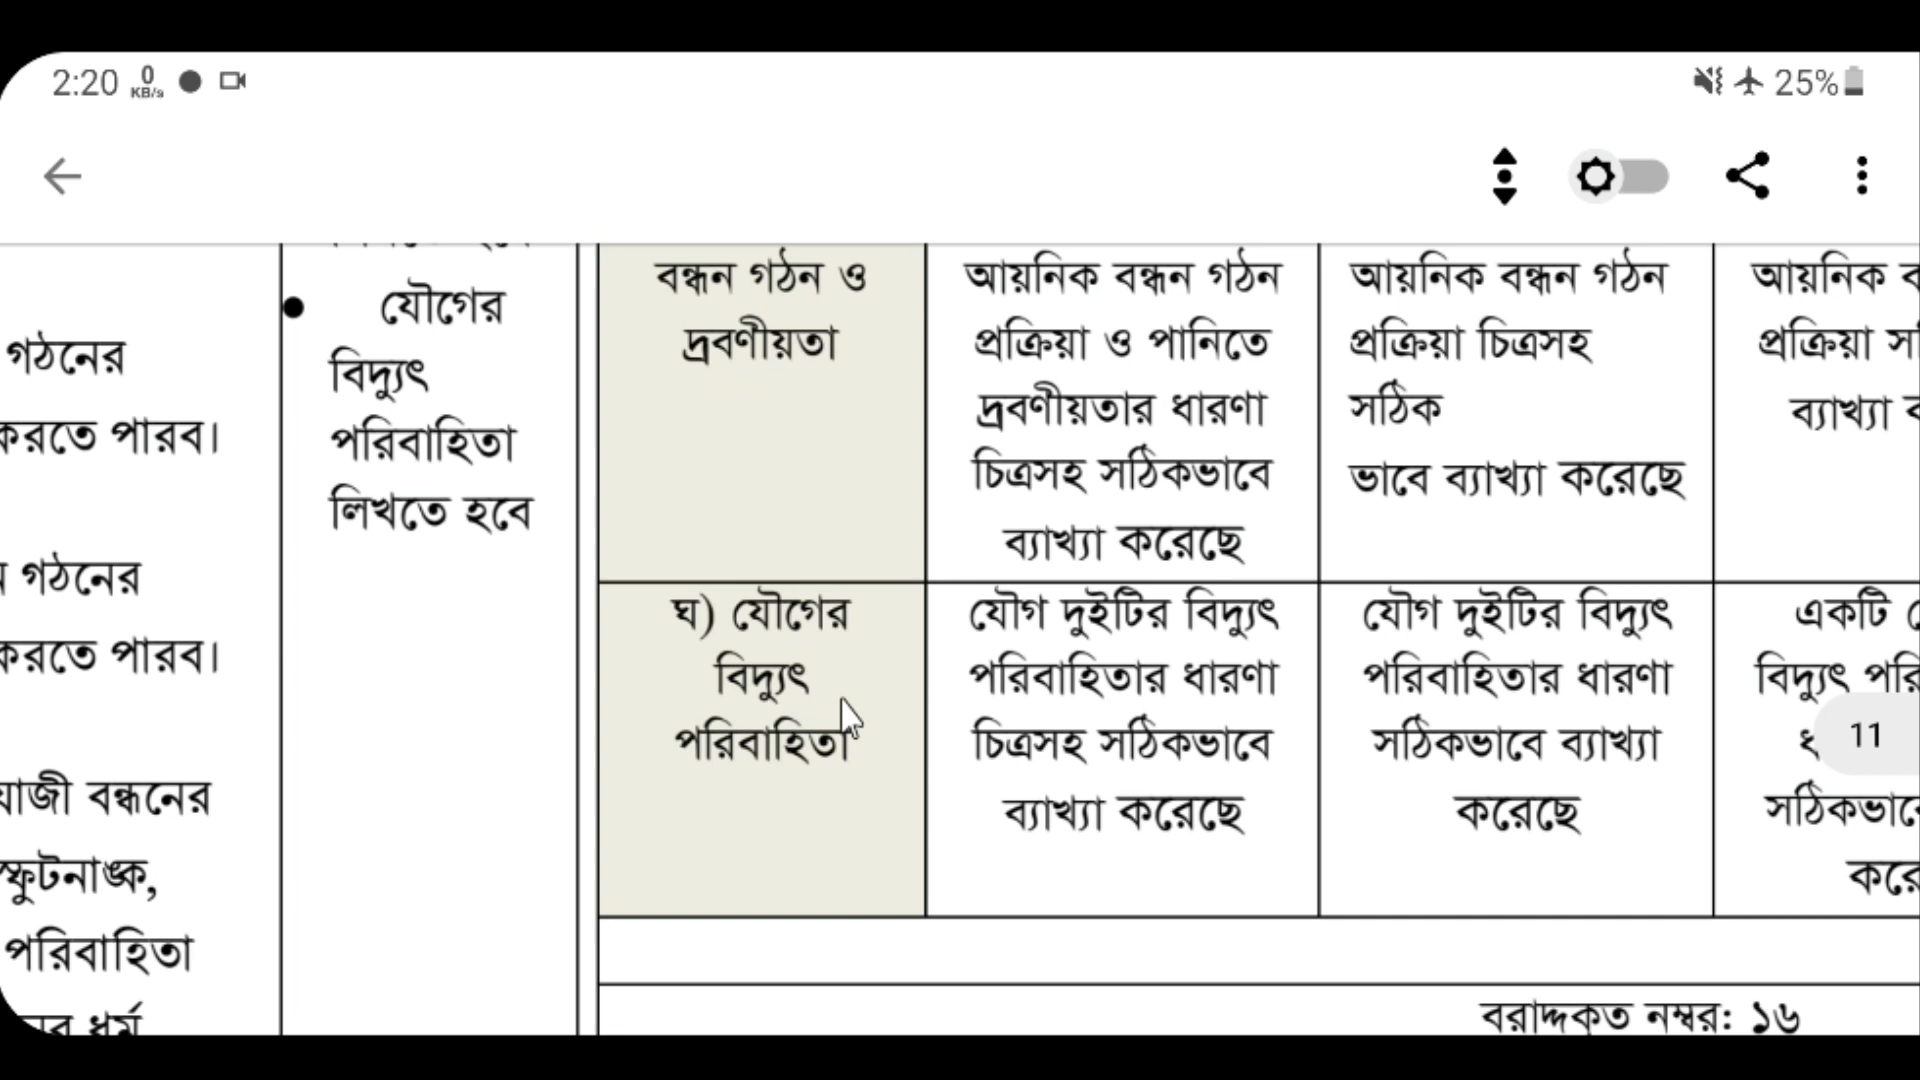 2:20 0 KB/s 25%
গঠনের
করতে পারব।
গঠনের
করতে পারব।
বন্ধনের
স্ফুটনাঙ্ক,
পরিবাহিতা
ধর্ম
যৌগের
বিদ্যুৎ
পরিবাহিতা
লিখতে হবে
বন্ধন গঠন ও
দ্রবণীয়তা
আয়নিক বন্ধন গঠন
প্রক্রিয়া ও পানিতে
দ্রবণীয়তার ধারণা
চিত্রসহ সঠিকভাবে
ব্যাখ্যা করেছে
আয়নিক বন্ধন গঠন
প্রক্রিয়া চিত্রসহ
সঠিক
ভাবে ব্যাখ্যা করেছে
আয়নিক
প্রক্রিয়া
ব্যাখ্যা
ঘ) যৌগের
বিদ্যুৎ
পরিবাহিতা
যৌগ দুইটির বিদ্যুৎ
পরিবাহিতার ধারণা
চিত্রসহ সঠিকভাবে
ব্যাখ্যা করেছে
যৌগ দুইটির বিদ্যুৎ
পরিবাহিতার ধারণা
সঠিকভাবে ব্যাখ্যা
করেছে
একটি
বিদ্যুৎ
11
বরাদ্দকৃত নম্বর: ১৬